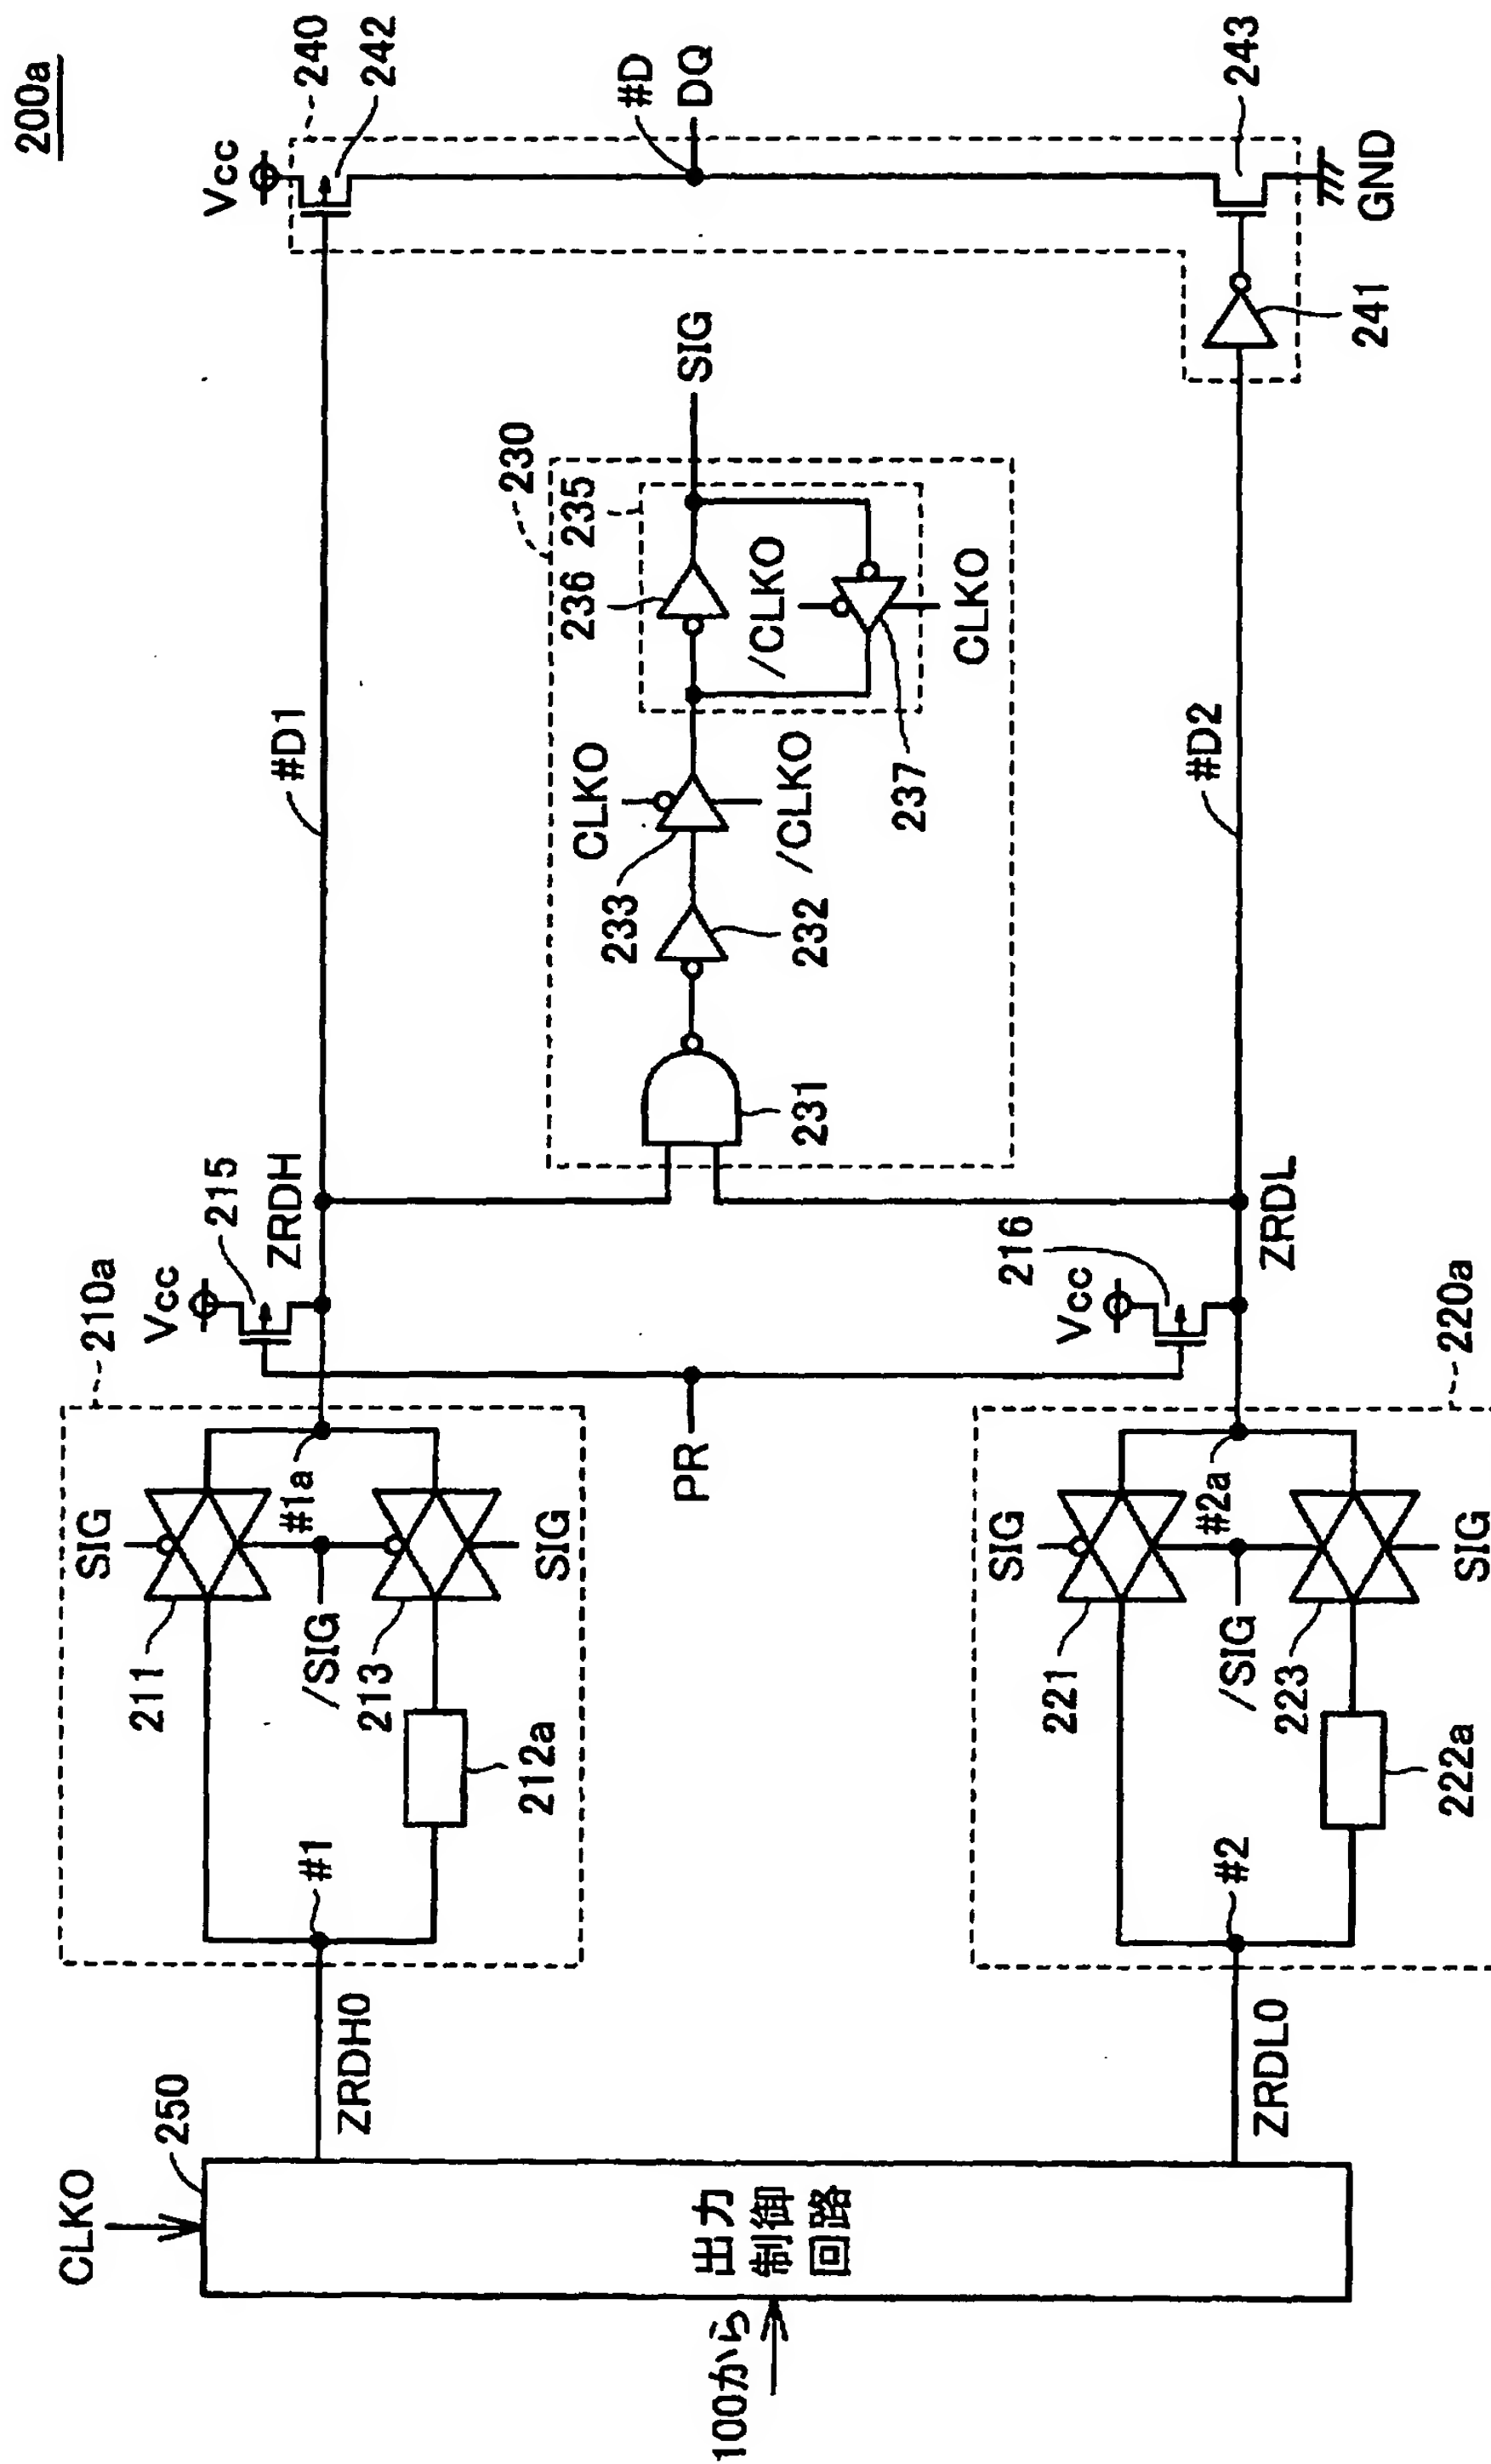 200a
CLKO
250
100から
出力
制御
回路
ZRDH0
ZRDL0
210a
SIG
211
#1
#1a
/SIG
213
212a
SIG
Vcc
215
ZRDH
PR
220a
SIG
221
#2
#2a
/SIG
223
222a
SIG
Vcc
216
ZRDL
#D1
230
231
232
233
CLKO
/CLKO
235
236
/CLKO
237
CLKO
SIG
#D2
Vcc
240
242
#D
DQ
241
243
GND